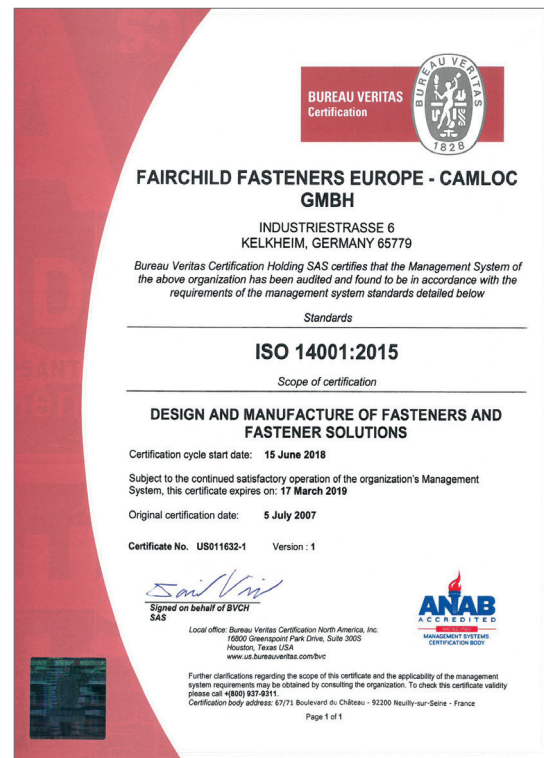 BUREAU VERITAS
Certification
BUREAU VERITAS
1828
FAIRCHILD FASTENERS EUROPE - CAMLOC
GMBH
INDUSTRIESTRASSE 6
KELKHEIM, GERMANY 65779
Bureau Veritas Certification Holding SAS certifies that the Management System of
the above organization has been audited and found to be in accordance with the
requirements of the management system standards detailed below
Standards
ISO 14001:2015
Scope of certification
DESIGN AND MANUFACTURE OF FASTENERS AND
FASTENER SOLUTIONS
Certification cycle start date: 15 June 2018
Subject to the continued satisfactory operation of the organization's Management
System, this certificate expires on: 17 March 2019
Original certification date: 5 July 2007
Certificate No. US011632-1 Version : 1
Signed on behalf of BVCH
SAS
Local office: Bureau Veritas Certification North America, Inc.
16800 Greenspoint Park Drive, Suite 300S
Houston, Texas USA
www.us.bureauveritas.com/bvc
ANAB
ACCREDITED
MANAGEMENT SYSTEMS
CERTIFICATION BODY
Further clarifications regarding the scope of this certificate and the applicability of the management
system requirements may be obtained by consulting the organization. To check this certificate validity
please call +(800) 937-9311.
Certification body address: 67/71 Boulevard du Château - 92200 Neuilly-sur-Seine - France
Page 1 of 1